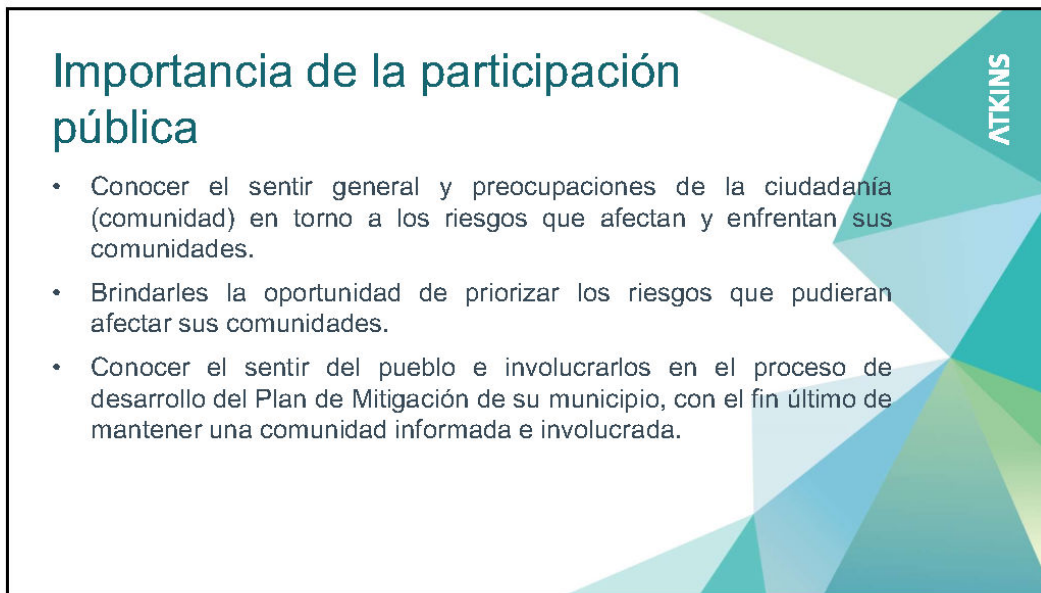 Importancia de la participación
pública
• Conocer el sentir general y preocupaciones de la ciudadanía
(comunidad) en torno a los riesgos que afectan y enfrentan sus
comunidades.
• Brindarles la oportunidad de priorizar los riesgos que pudieran
afectar sus comunidades.
• Conocer el sentir del pueblo e involucrarlos en el proceso de
desarrollo del Plan de Mitigación de su municipio, con el fin último de
mantener una comunidad informada e involucrada.
ATKINS